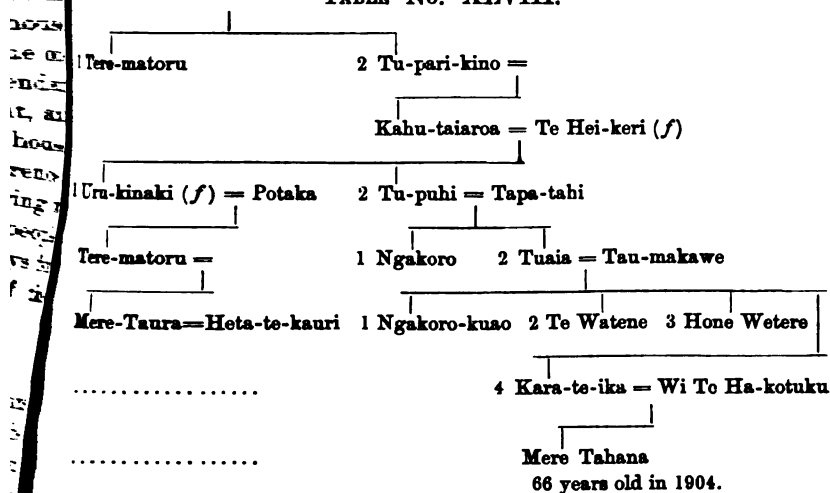 TABLE No. XLVIII.
1 Tere-matoru 2 Tu-pari-kino =
Kahu-taiaroa = Te Hei-keri (f)
1 Uru-kinaki (f) = Potaka 2 Tu-puhi = Tapa-tahi
Tere-matoru = 1 Ngakoro 2 Tuaia = Tau-makawe
Mere-Taura=Heta-te-kauri 1 Ngakoro-kuao 2 Te Watene 3 Hone Wetere
4 Kara-te-ika = Wi Te Ha-kotuku
..................
Mere Tahana
..................
66 years old in 1904.